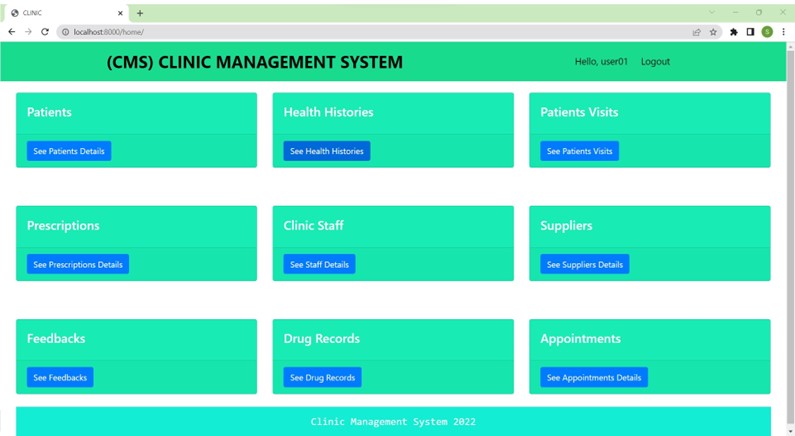 CLINIC
localhost:8000/home/
S
(CMS) CLINIC MANAGEMENT SYSTEM
Hello, user01 Logout
Patients
Health Histories
Patients Visits
See Patients Details
See Health Histories
See Patients Visits
Prescriptions
Clinic Staff
Suppliers
See Prescriptions Details
See Staff Details
See Suppliers Details
Feedbacks
Drug Records
Appointments
See Feedbacks
See Drug Records
See Appointments Details
Clinic Management System 2022